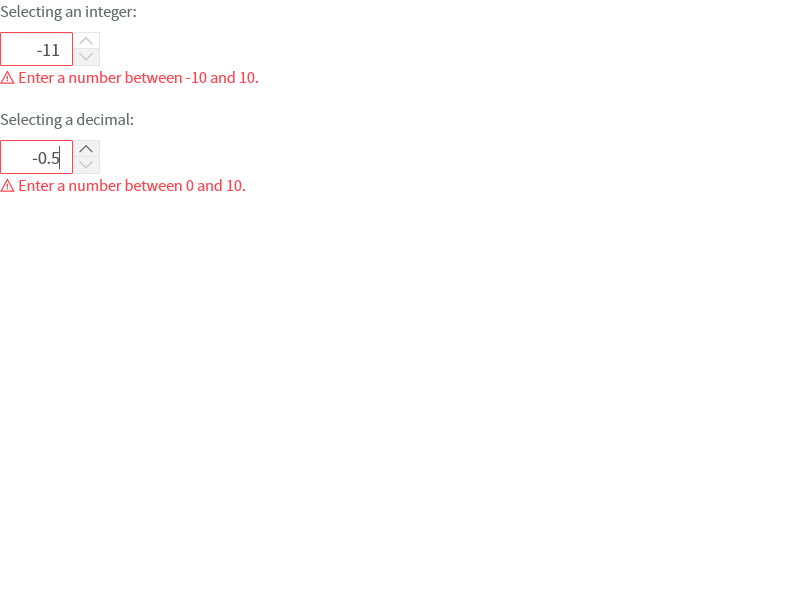 Selecting an integer:
-11
Enter a number between -10 and 10.
Selecting a decimal:
-0.5
Enter a number between 0 and 10.